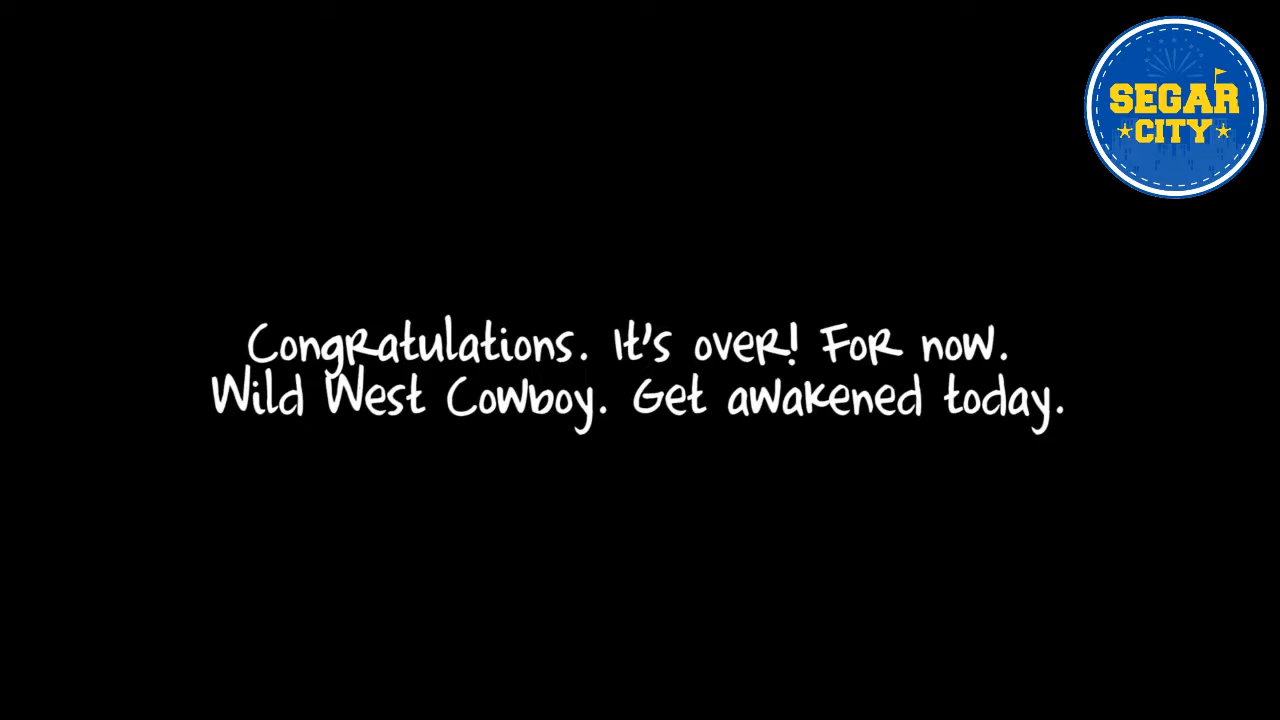 SEGAR
CITY
Congratulations. It's over! For now.
Wild West Cowboy. Get awakened today.